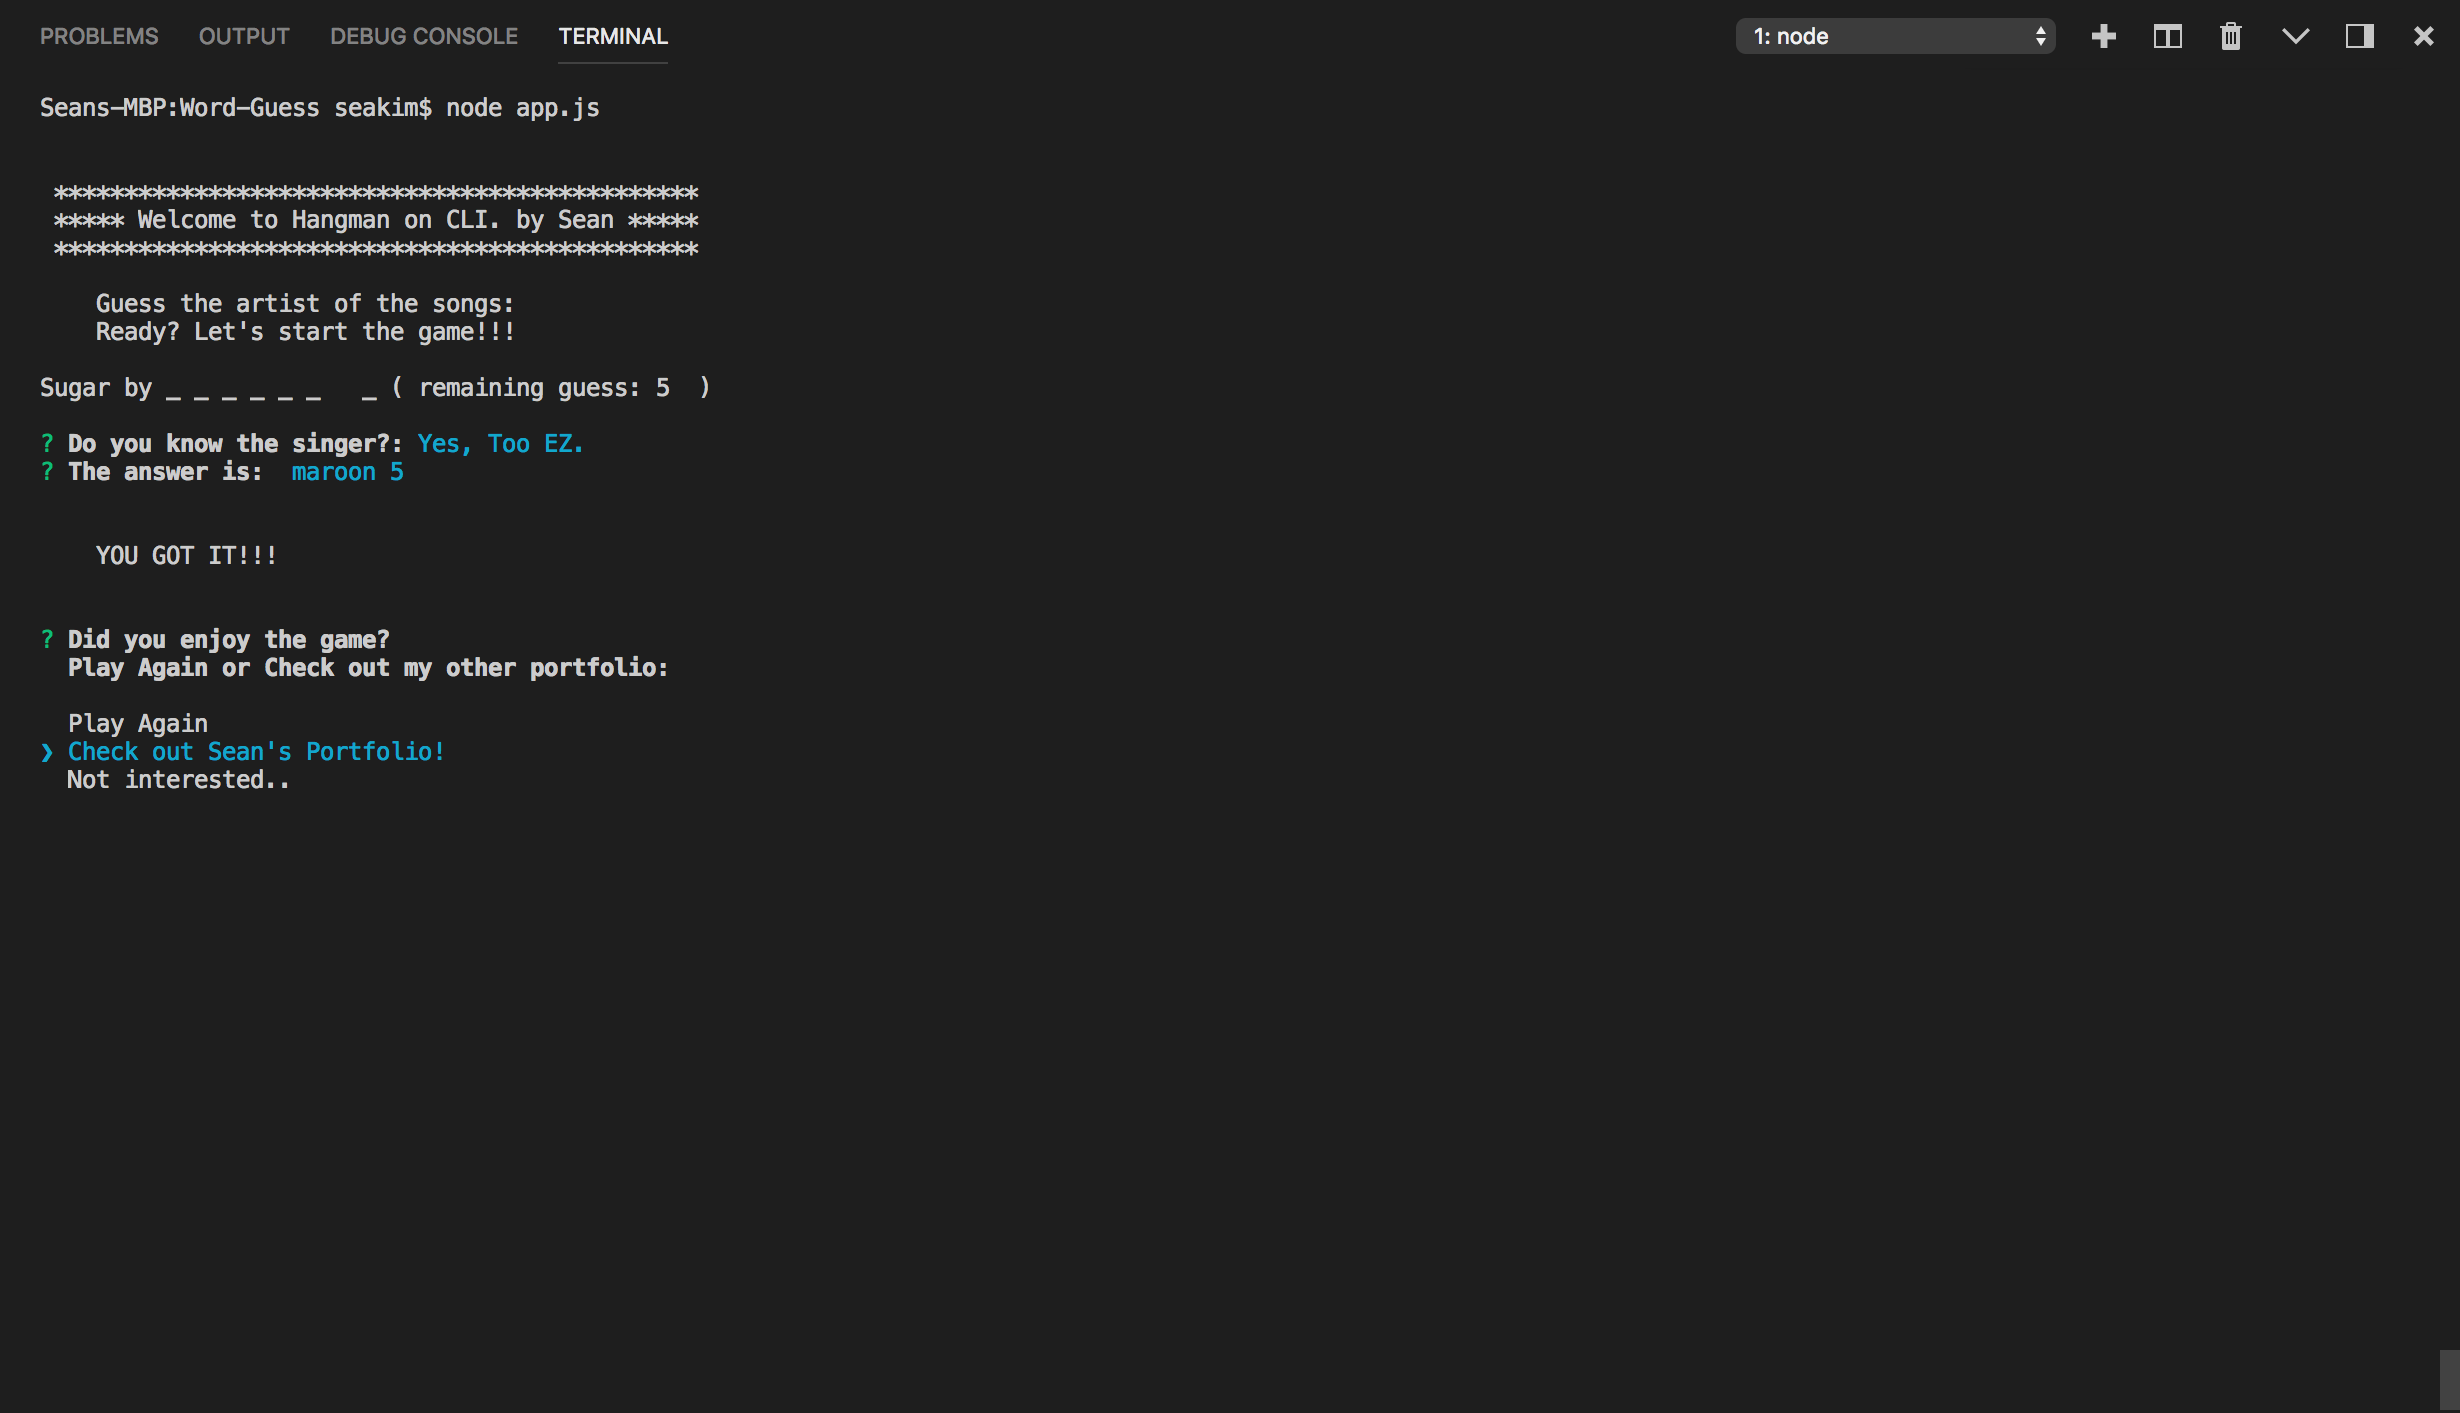 PROBLEMS OUTPUT DEBUG CONSOLE TERMINAL 1: node
Seans-MBP:Word-Guess seakim$ node app.js
**********************************************
***** Welcome to Hangman on CLI. by Sean *****
**********************************************
Guess the artist of the songs:
Ready? Let's start the game!!!
Sugar by _ _ _ _ _ _   _ ( remaining guess: 5  )
? Do you know the singer?: Yes, Too EZ.
? The answer is:  maroon 5
YOU GOT IT!!!
? Did you enjoy the game?
Play Again or Check out my other portfolio:
Play Again
❯ Check out Sean's Portfolio!
Not interested..